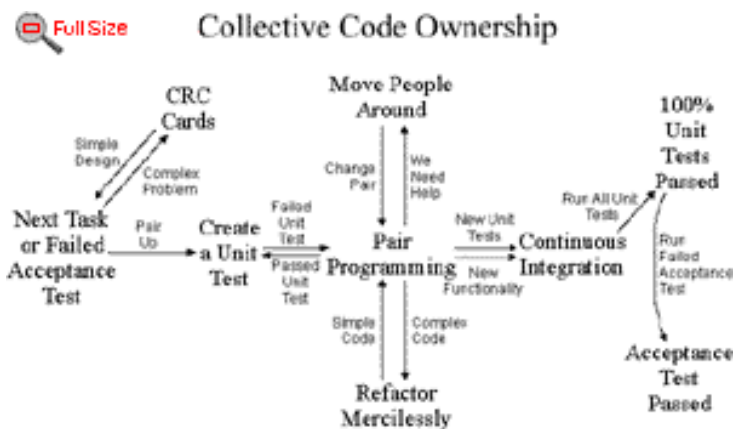 Full Size
Collective Code Ownership
CRC
Cards
Move People
Around
100%
Unit
Tests
Passed
Simple
Design
Complex
Problem
Change
Pair
We
Need
Help
Next Task
or Failed
Acceptance
Test
Pair
Up
Create
a Unit
Test
Failed
Unit
Test
Passed
Unit
Test
Pair
Programming
New Unit
Tests
New
Functionality
Continuous
Integration
Run All Unit
Tests
Run
Failed
Acceptance
Test
Simple
Code
Complex
Code
Refactor
Mercilessly
Acceptance
Test
Passed